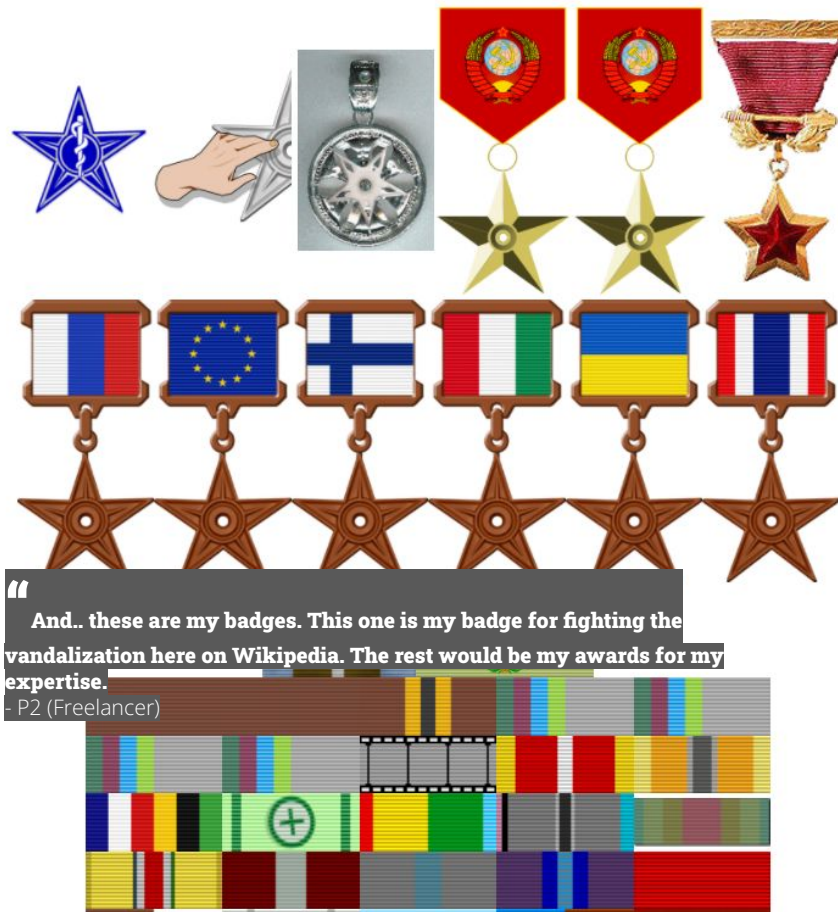 “
And.. these are my badges. This one is my badge for fighting the
vandalization here on Wikipedia. The rest would be my awards for my
expertise.
- P2 (Freelancer)